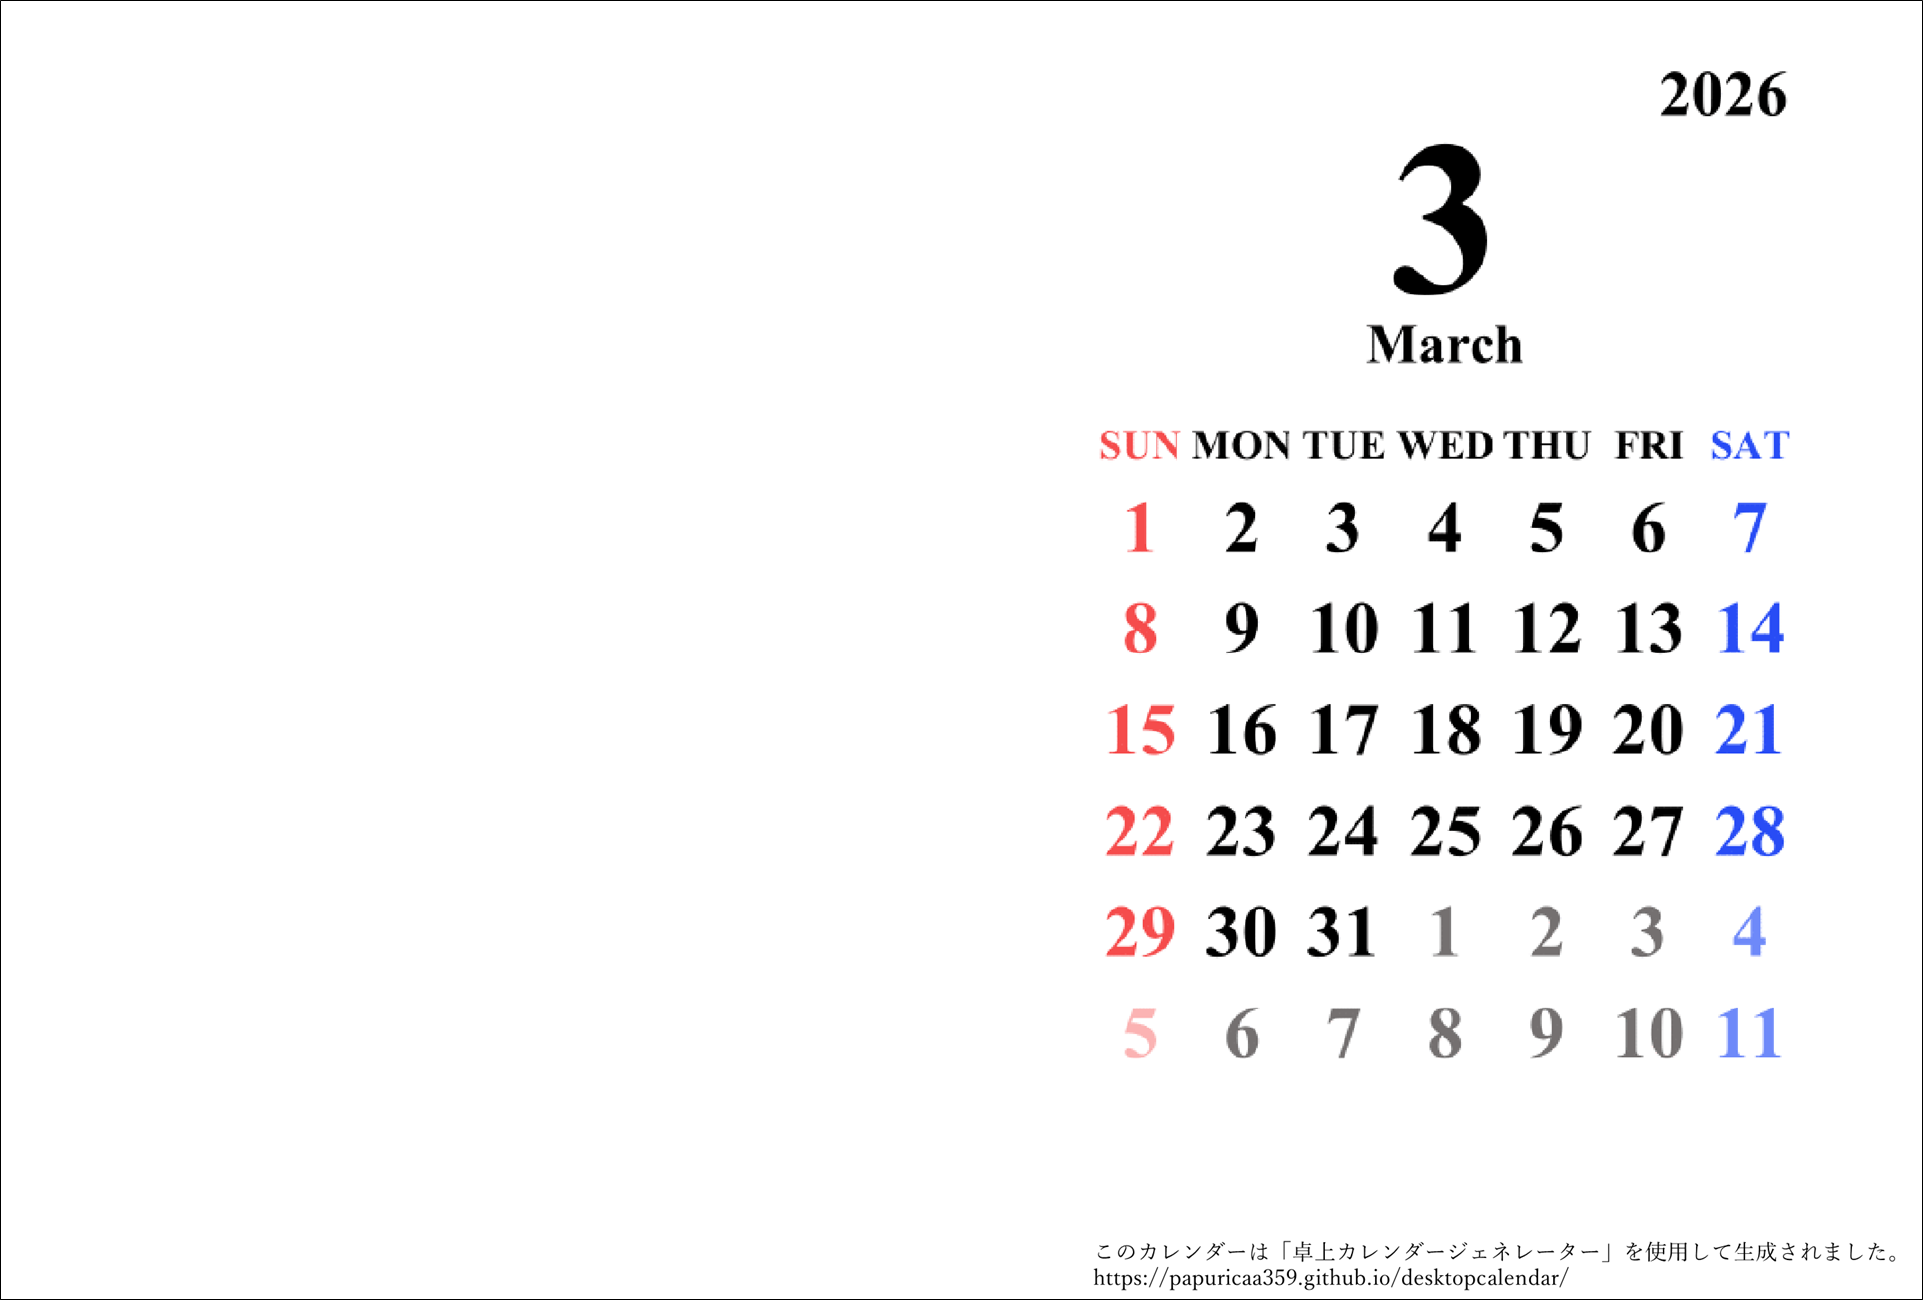 2026
3
March
SUN MON TUE WED THU FRI SAT
1 2 3 4 5 6 7
8 9 10 11 12 13 14
15 16 17 18 19 20 21
22 23 24 25 26 27 28
29 30 31 1 2 3 4
5 6 7 8 9 10 11
このカレンダーは「卓上カレンダージェネレーター」を使用して生成されました。
https://papuricaa359.github.io/desktopcalendar/